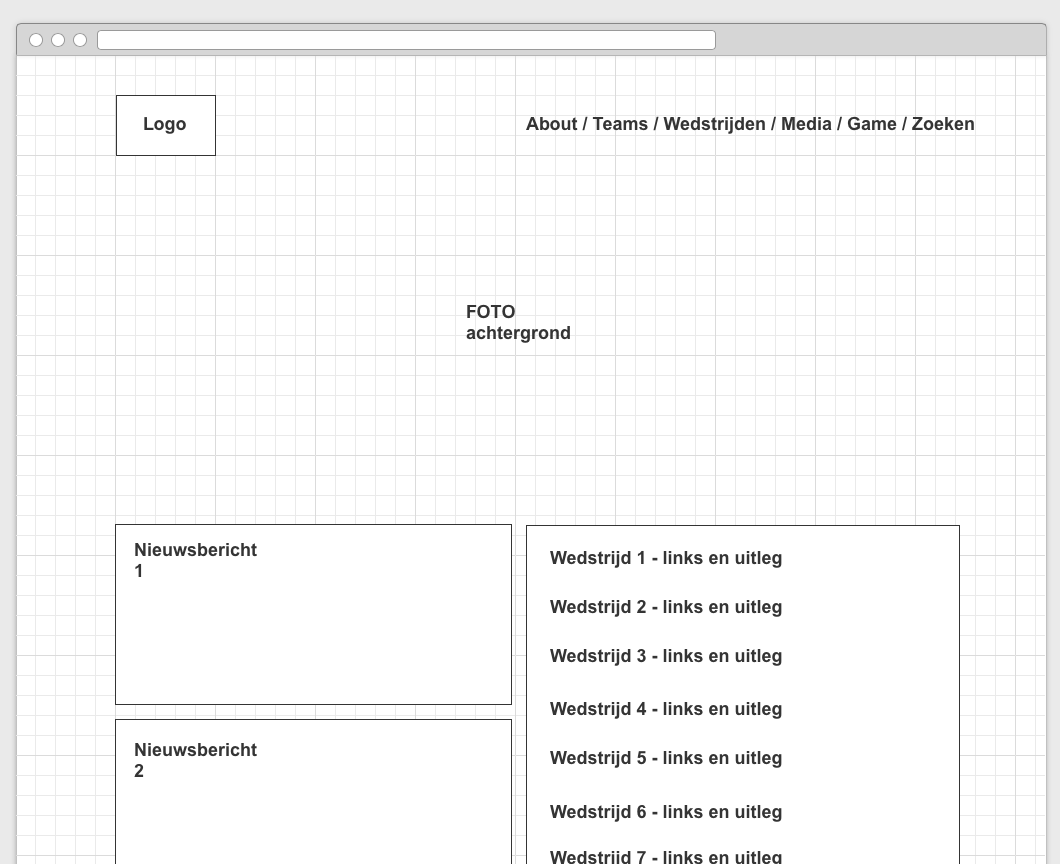 Logo
About / Teams / Wedstrijden / Media / Game / Zoeken
FOTO
achtergrond
Nieuwsbericht
1
Nieuwsbericht
2
Wedstrijd 1 - links en uitleg
Wedstrijd 2 - links en uitleg
Wedstrijd 3 - links en uitleg
Wedstrijd 4 - links en uitleg
Wedstrijd 5 - links en uitleg
Wedstrijd 6 - links en uitleg
Wedstrijd 7 - links en uitleg